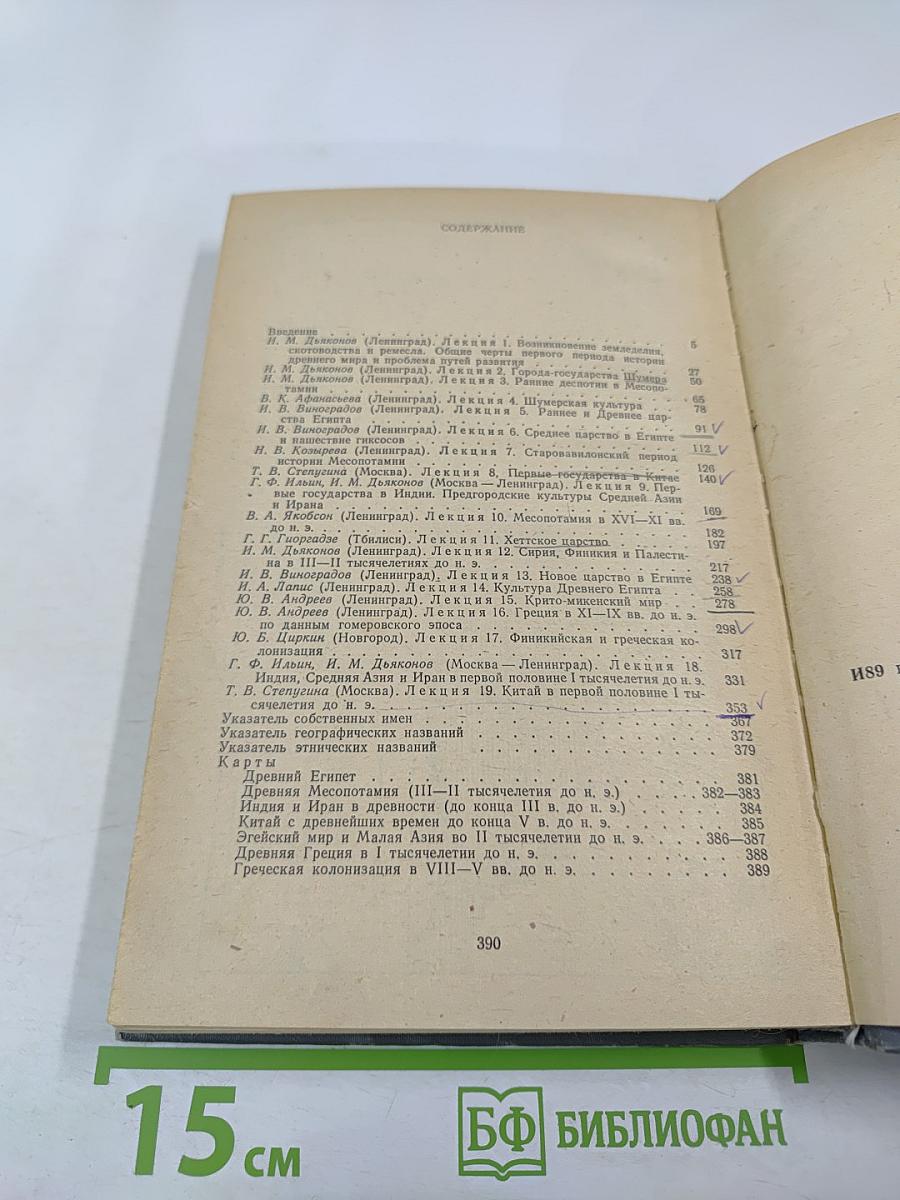 СОДЕРЖАНИЕ
Введение . . . . . . . . . . . . . . . . . . 5
И. М. Дьяконов (Ленинград). Лекция 1. Возникновение земледелия,
скотоводства и ремесла. Общие черты первого периода истории
древнего мира и проблема путей развития . . . . . . . . 27
И. М. Дьяконов (Ленинград). Лекция 2. Города-государства Шумера 50
И. М. Дьяконов (Ленинград). Лекция 3. Ранние деспотии в Месопо-
тамии . . . . . . . . . . . . . . . . . . 65
В. К. Афанасьева (Ленинград). Лекция 4. Шумерская культура . . 78
И. В. Виноградов (Ленинград). Лекция 5. Раннее и Древнее цар-
ства Египта . . . . . . . . . . . . . . . . 91
И. В. Виноградов (Ленинград). Лекция 6. Среднее царство в Египте
и нашествие гиксосов . . . . . . . . . . . . . 112
Н. В. Козырева (Ленинград). Лекция 7. Старовавилонский период
истории Месопотамии . . . . . . . . . . . . . 126
Т. В. Степугина (Москва). Лекция 8. Первые государства в Китае 140
Г. Ф. Ильин, И. М. Дьяконов (Москва — Ленинград). Лекция 9. Пер-
вые государства в Индии. Предгородские культуры Средней Азии
и Ирана . . . . . . . . . . . . . . . . . 169
В. А. Якобсон (Ленинград). Лекция 10. Месопотамия в XVI—XI вв.
до н. э. . . . . . . . . . . . . . . . . . 182
Г. Г. Гиоргадзе (Тбилиси). Лекция 11. Хеттское царство . . . . 197
И. М. Дьяконов (Ленинград). Лекция 12. Сирия, Финикия и Палести-
на в III—II тысячелетиях до н. э. . . . . . . . . . 217
И. В. Виноградов (Ленинград). Лекция 13. Новое царство в Египте 238
И. А. Лапис (Ленинград). Лекция 14. Культура Древнего Египта . . 258
Ю. В. Андреев (Ленинград). Лекция 15. Крито-микенский мир . . . 278
Ю. В. Андреев (Ленинград). Лекция 16. Греция в XI—IX вв. до н. э.
по данным гомеровского эпоса . . . . . . . . . . 298
Ю. Б. Циркин (Новгород). Лекция 17. Финикийская и греческая ко-
лонизация . . . . . . . . . . . . . . . . 317
Г. Ф. Ильин, И. М. Дьяконов (Москва — Ленинград). Лекция 18.
Индия, Средняя Азия и Иран в первой половине I тысячелетия до н. э. 331
Т. В. Степугина (Москва). Лекция 19. Китай в первой половине I ты-
сячелетия до н. э. . . . . . . . . . . . . . . 353
Указатель собственных имен . . . . . . . . . . . . 367
Указатель географических названий . . . . . . . . . . 372
Указатель этнических названий . . . . . . . . . . . 379
Карты
Древний Египет . . . . . . . . . . . . . . . 381
Древняя Месопотамия (III—II тысячелетия до н. э.) . . . . . 382—383
Индия и Иран в древности (до конца III в. до н. э.) . . . . . 384
Китай с древнейших времен до конца V в. до н. э. . . . . . 385
Эгейский мир и Малая Азия во II тысячелетии до н. э. . . . 386—387
Древняя Греция в I тысячелетии до н. э. . . . . . . . . 388
Греческая колонизация в VIII—V вв. до н. э. . . . . . . . 389
390
И89
15 см
БФ БИБЛИОФАН